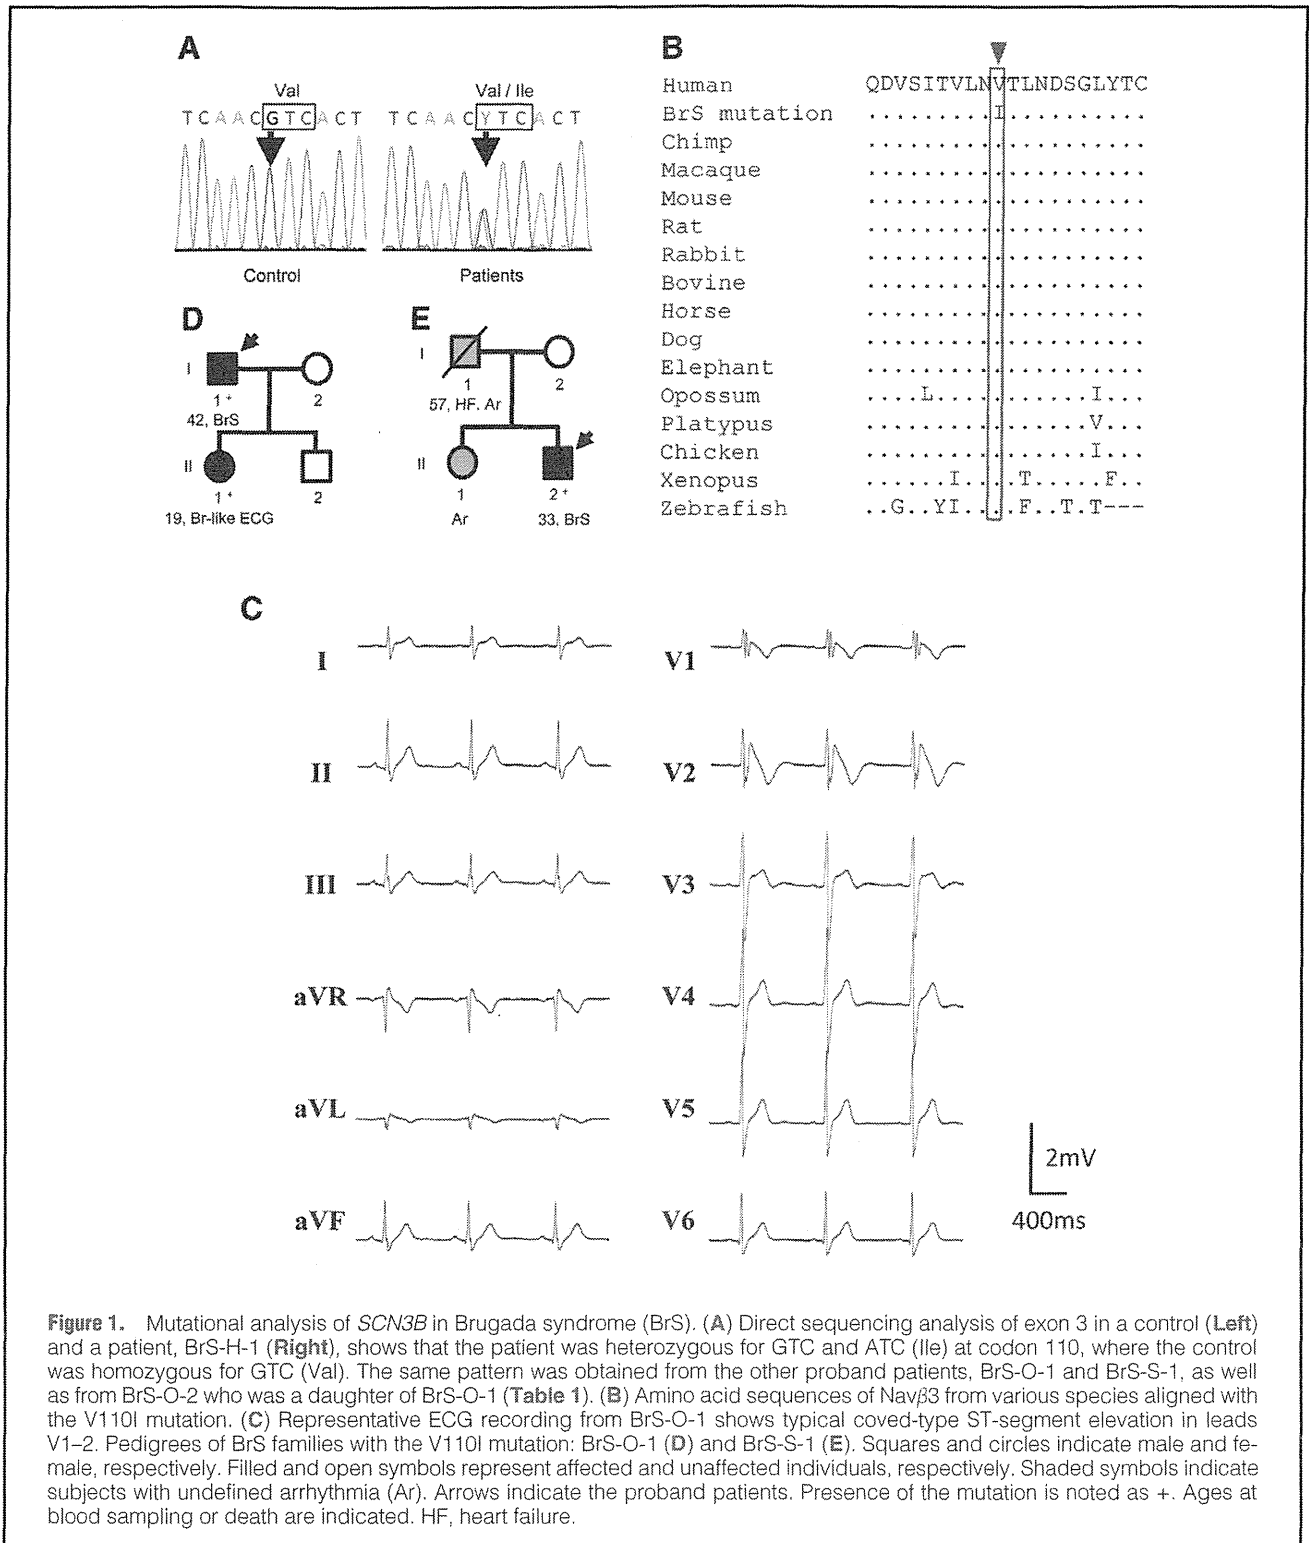 A
Val
Val / Ile
TCAACGTCACT
TCAACYTCACT
Control
Patients
B
Human QDVSITVLNVTLNDSGLYTC
BrS mutation .........I..........
Chimp ....................
Macaque ....................
Mouse ....................
Rat ....................
Rabbit ....................
Bovine ....................
Horse ....................
Dog ....................
Elephant ....................
Opossum ....L...........I...
Platypus ................V...
Chicken ................I...
Xenopus ......I....T.....F..
Zebrafish ..G..YI....F..T.T---
D
I
1 +
2
42, BrS
II
1 +
2
19, Br-like ECG
E
I
1
2
57, HF. Ar
II
1
2 +
Ar
33, BrS
C
I
V1
II
V2
III
V3
aVR
V4
aVL
V5
aVF
V6
2mV
400ms
Figure 1. Mutational analysis of SCN3B in Brugada syndrome (BrS). (A) Direct sequencing analysis of exon 3 in a control (Left)
and a patient, BrS-H-1 (Right), shows that the patient was heterozygous for GTC and ATC (Ile) at codon 110, where the control
was homozygous for GTC (Val). The same pattern was obtained from the other proband patients, BrS-O-1 and BrS-S-1, as well
as from BrS-O-2 who was a daughter of BrS-O-1 (Table 1). (B) Amino acid sequences of Navβ3 from various species aligned with
the V110I mutation. (C) Representative ECG recording from BrS-O-1 shows typical coved-type ST-segment elevation in leads
V1–2. Pedigrees of BrS families with the V110I mutation: BrS-O-1 (D) and BrS-S-1 (E). Squares and circles indicate male and fe-
male, respectively. Filled and open symbols represent affected and unaffected individuals, respectively. Shaded symbols indicate
subjects with undefined arrhythmia (Ar). Arrows indicate the proband patients. Presence of the mutation is noted as +. Ages at
blood sampling or death are indicated. HF, heart failure.